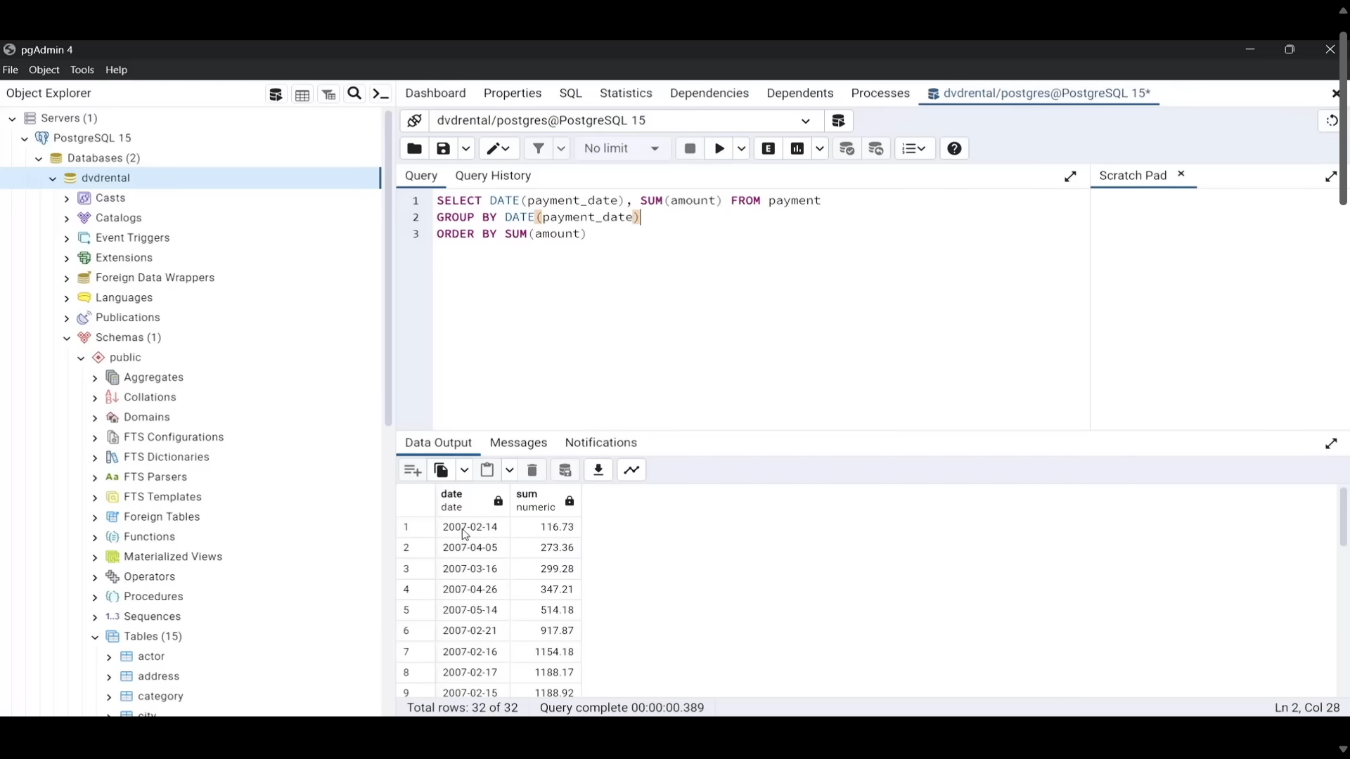 pgAdmin 4
File Object Tools Help
Object Explorer
Dashboard Properties SQL Statistics Dependencies Dependents Processes dvdrental/postgres@PostgreSQL 15*
Servers (1)
PostgreSQL 15
Databases (2)
dvdrental
Casts
Catalogs
Event Triggers
Extensions
Foreign Data Wrappers
Languages
Publications
Schemas (1)
public
Aggregates
Collations
Domains
FTS Configurations
FTS Dictionaries
Aa FTS Parsers
FTS Templates
Foreign Tables
Functions
Materialized Views
Operators
Procedures
1..3 Sequences
Tables (15)
actor
address
category
city
dvdrental/postgres@PostgreSQL 15
No limit
E
Query Query History
Scratch Pad
1 SELECT DATE(payment_date), SUM(amount) FROM payment
2 GROUP BY DATE(payment_date)
3 ORDER BY SUM(amount)
Data Output Messages Notifications
date sum
date numeric
1 2007-02-14 116.73
2 2007-04-05 273.36
3 2007-03-16 299.28
4 2007-04-26 347.21
5 2007-05-14 514.18
6 2007-02-21 917.87
7 2007-02-16 1154.18
8 2007-02-17 1188.17
9 2007-02-15 1188.92
Total rows: 32 of 32 Query complete 00:00:00.389 Ln 2, Col 28